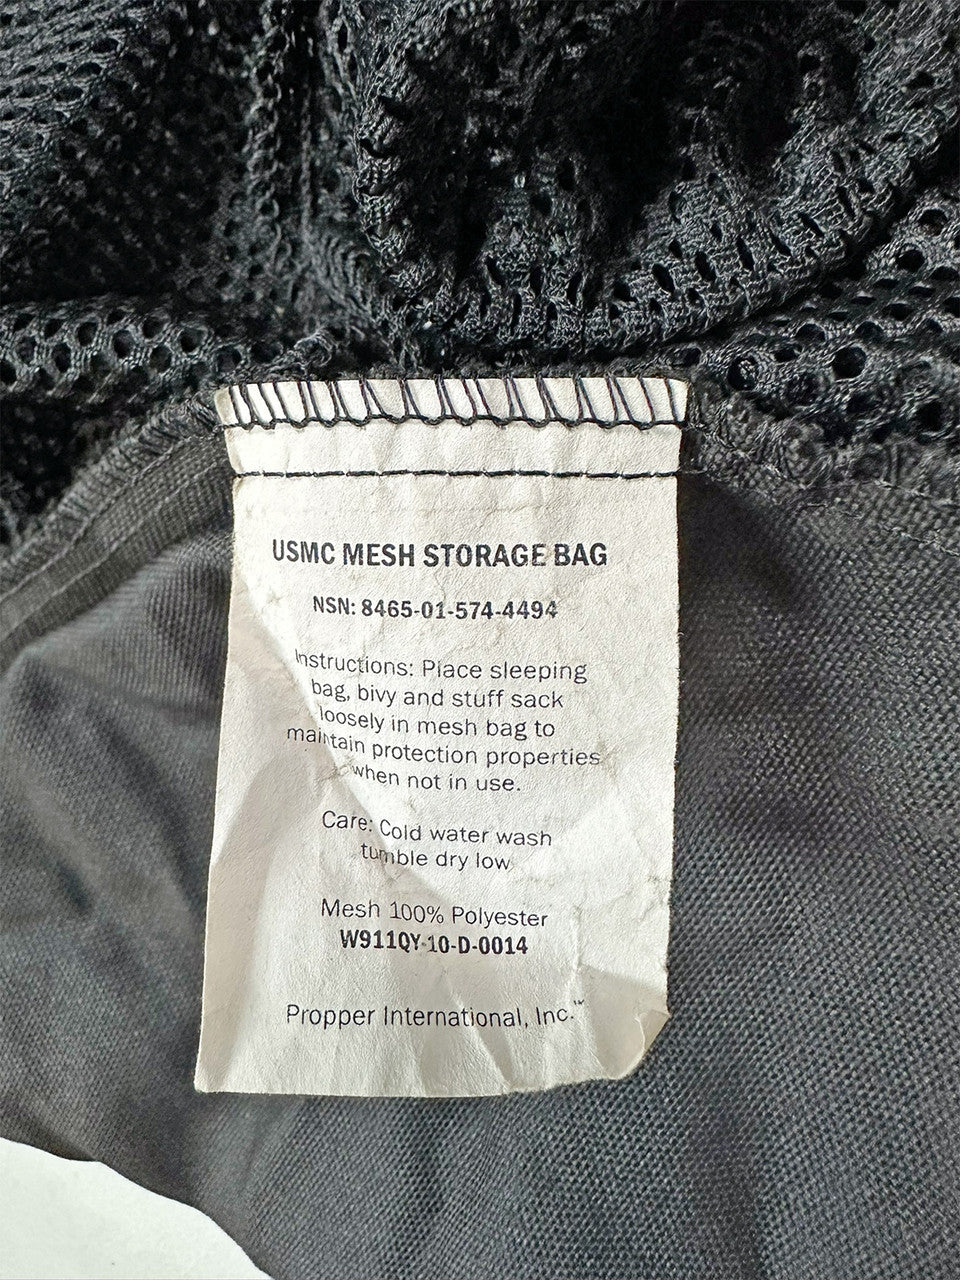 USMC MESH STORAGE BAG
NSN: 8465-01-574-4494
Instructions: Place sleeping
bag, bivy and stuff sack
loosely in mesh bag to
maintain protection properties
when not in use.
Care: Cold water wash
tumble dry low
Mesh 100% Polyester
W911QY-10-D-0014
Propper International, Inc.™